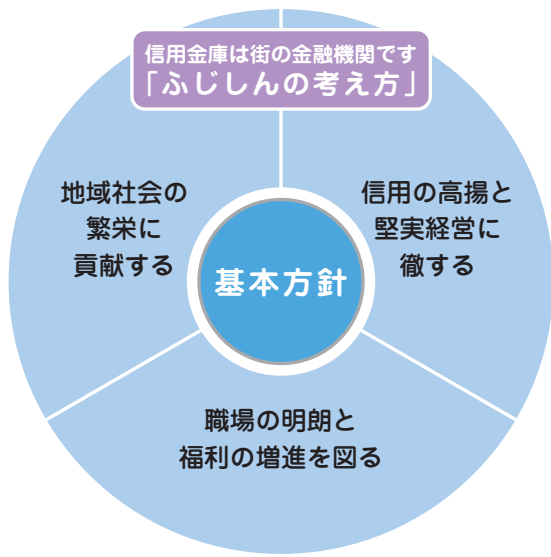 信用金庫は街の金融機関です
「ふじしんの考え方」
地域社会の
繁栄に
貢献する
信用の高揚と
堅実経営に
徹する
基本方針
職場の明朗と
福利の増進を図る